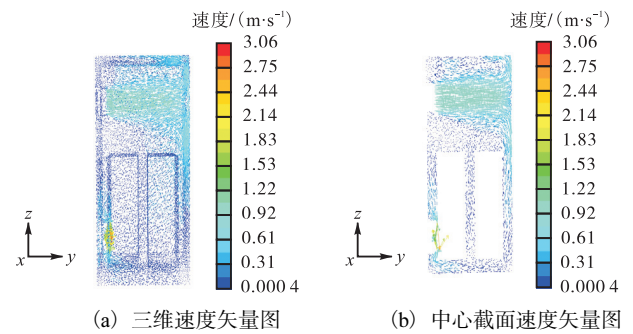 速度/(m·s⁻¹)
3.06
2.75
2.44
2.14
1.83
1.53
1.22
0.92
0.61
0.31
0.000 4
z
x
y
(a) 三维速度矢量图
速度/(m·s⁻¹)
3.06
2.75
2.44
2.14
1.83
1.53
1.22
0.92
0.61
0.31
0.000 4
z
x
y
(b) 中心截面速度矢量图